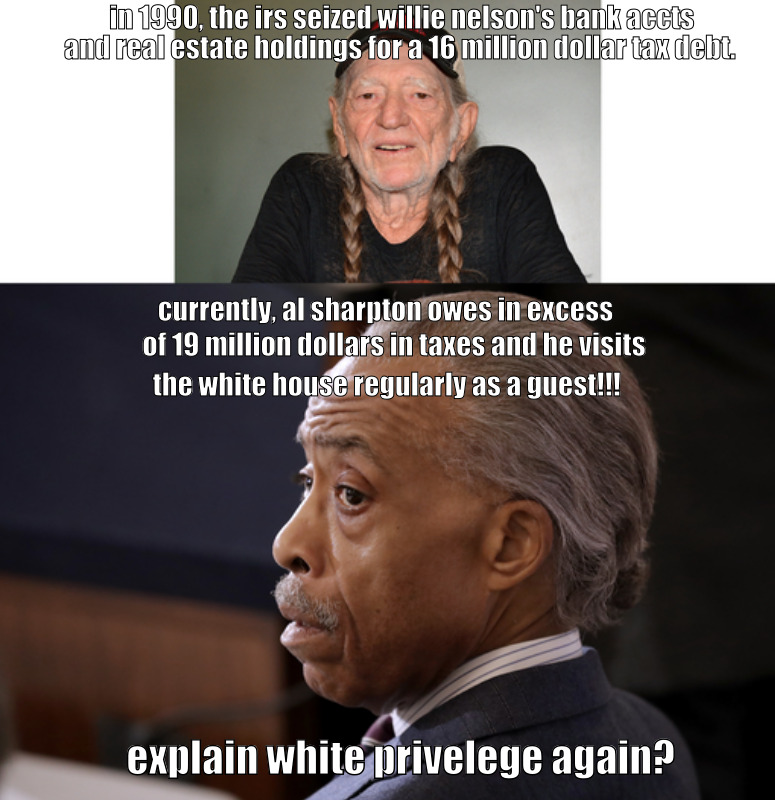 in 1990, the irs seized willie nelson's bank accts
and real estate holdings for a 16 million dollar tax debt.
currently, al sharpton owes in excess
of 19 million dollars in taxes and he visits
the white house regularly as a guest!!!
explain white privelege again?